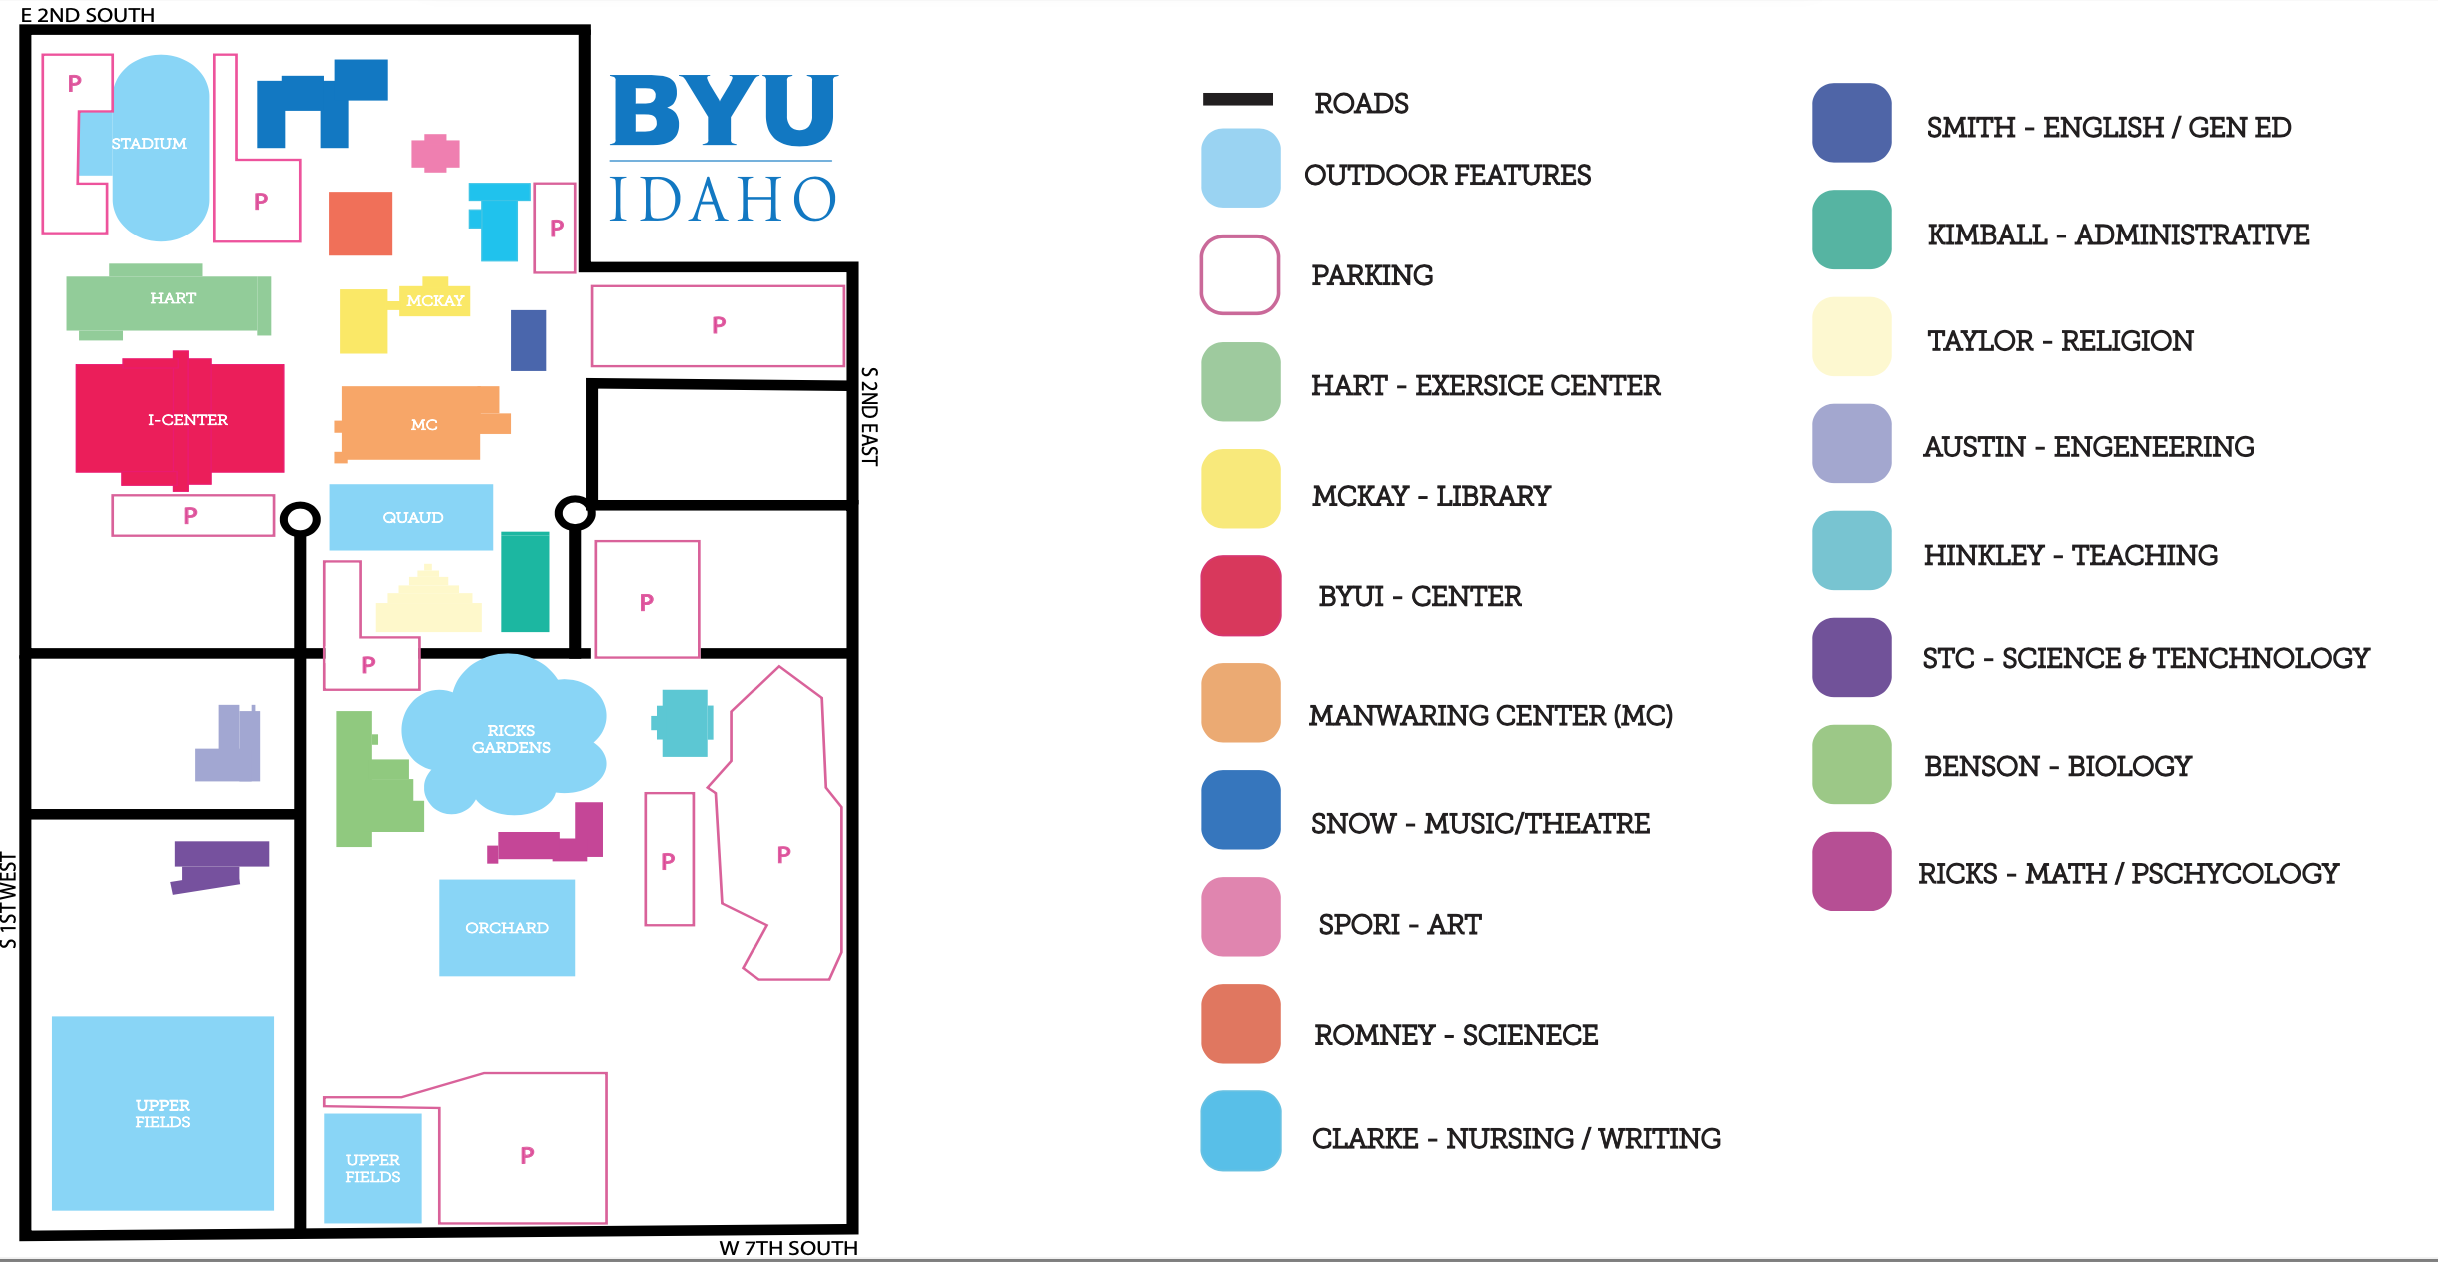 E 2ND SOUTH
P
STADIUM
P
BYU
IDAHO
P
HART
MCKAY
P
S 2ND EAST
I-CENTER
MC
P
QUAUD
P
P
RICKS
GARDENS
P
P
S 1ST WEST
ORCHARD
UPPER
FIELDS
UPPER
FIELDS
P
W 7TH SOUTH
ROADS
OUTDOOR FEATURES
PARKING
HART - EXERSICE CENTER
MCKAY - LIBRARY
BYUI - CENTER
MANWARING CENTER (MC)
SNOW - MUSIC/THEATRE
SPORI - ART
ROMNEY - SCIENECE
CLARKE - NURSING / WRITING
SMITH - ENGLISH / GEN ED
KIMBALL - ADMINISTRATIVE
TAYLOR - RELIGION
AUSTIN - ENGENEERING
HINKLEY - TEACHING
STC - SCIENCE & TENCHNOLOGY
BENSON - BIOLOGY
RICKS - MATH / PSCHYCOLOGY